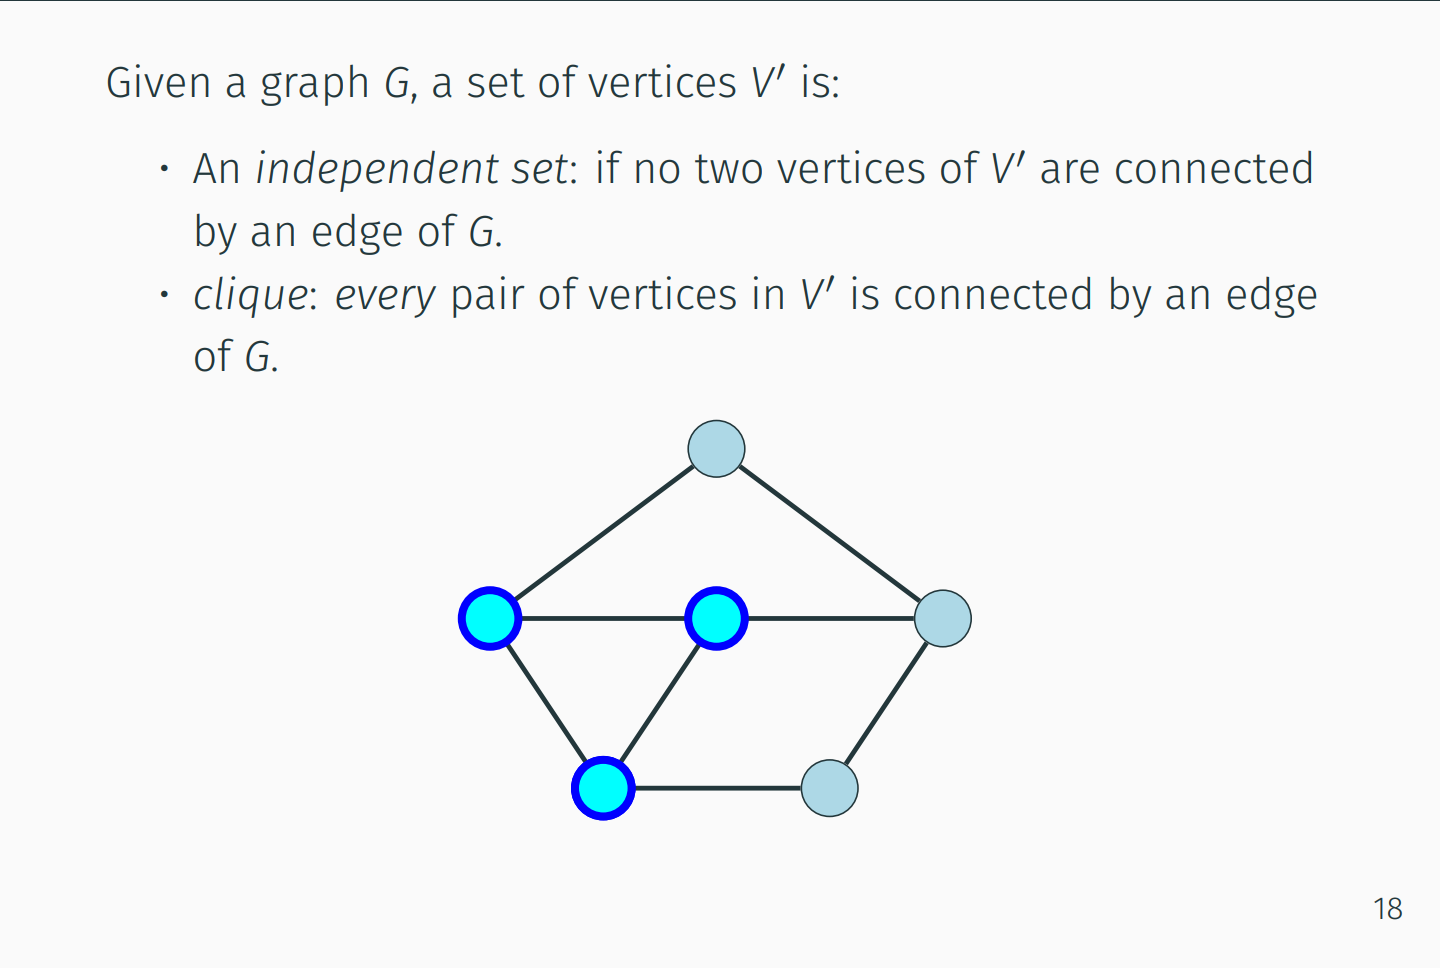 Given a graph G, a set of vertices V′ is:
· An independent set: if no two vertices of V′ are connected
by an edge of G.
· clique: every pair of vertices in V′ is connected by an edge
of G.
18